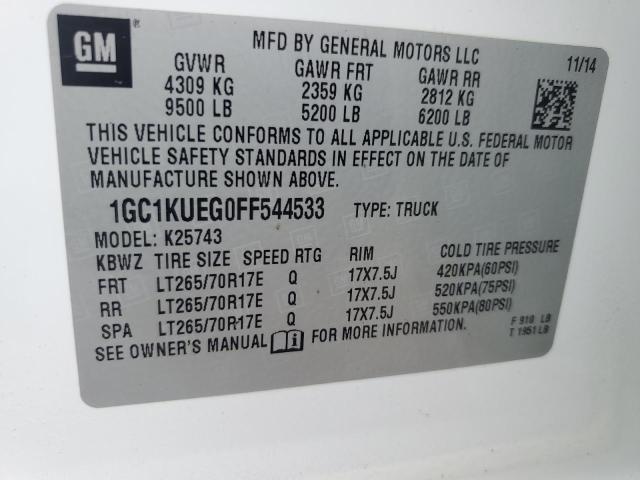 GM ®
MFD BY GENERAL MOTORS LLC 11/14
GVWR GAWR FRT GAWR RR
4309 KG 2359 KG 2812 KG
9500 LB 5200 LB 6200 LB
THIS VEHICLE CONFORMS TO ALL APPLICABLE U.S. FEDERAL MOTOR
VEHICLE SAFETY STANDARDS IN EFFECT ON THE DATE OF
MANUFACTURE SHOWN ABOVE.
1GC1KUEG0FF544533 TYPE: TRUCK
MODEL: K25743
KBWZ TIRE SIZE SPEED RTG RIM COLD TIRE PRESSURE
FRT LT265/70R17E Q 17X7.5J 420KPA(60PSI)
RR LT265/70R17E Q 17X7.5J 520KPA(75PSI)
SPA LT265/70R17E Q 17X7.5J 550KPA(80PSI)
SEE OWNER'S MANUAL i FOR MORE INFORMATION.
F 910 LB
T 1951 LB